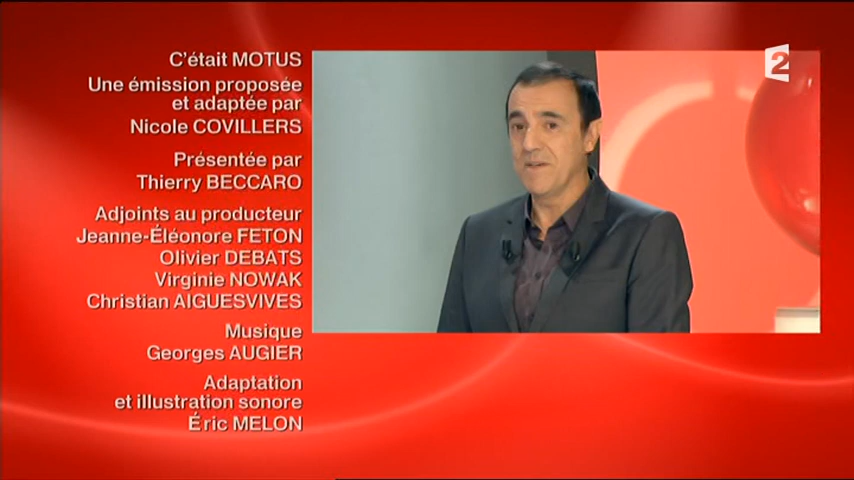 C'était MOTUS
Une émission proposée
et adaptée par
Nicole COVILLERS
Présentée par
Thierry BECCARO
Adjoints au producteur
Jeanne-Éléonore FETON
Olivier DEBATS
Virginie NOWAK
Christian AIGUESVIVES
Musique
Georges AUGIER
Adaptation
et illustration sonore
Éric MELON
2